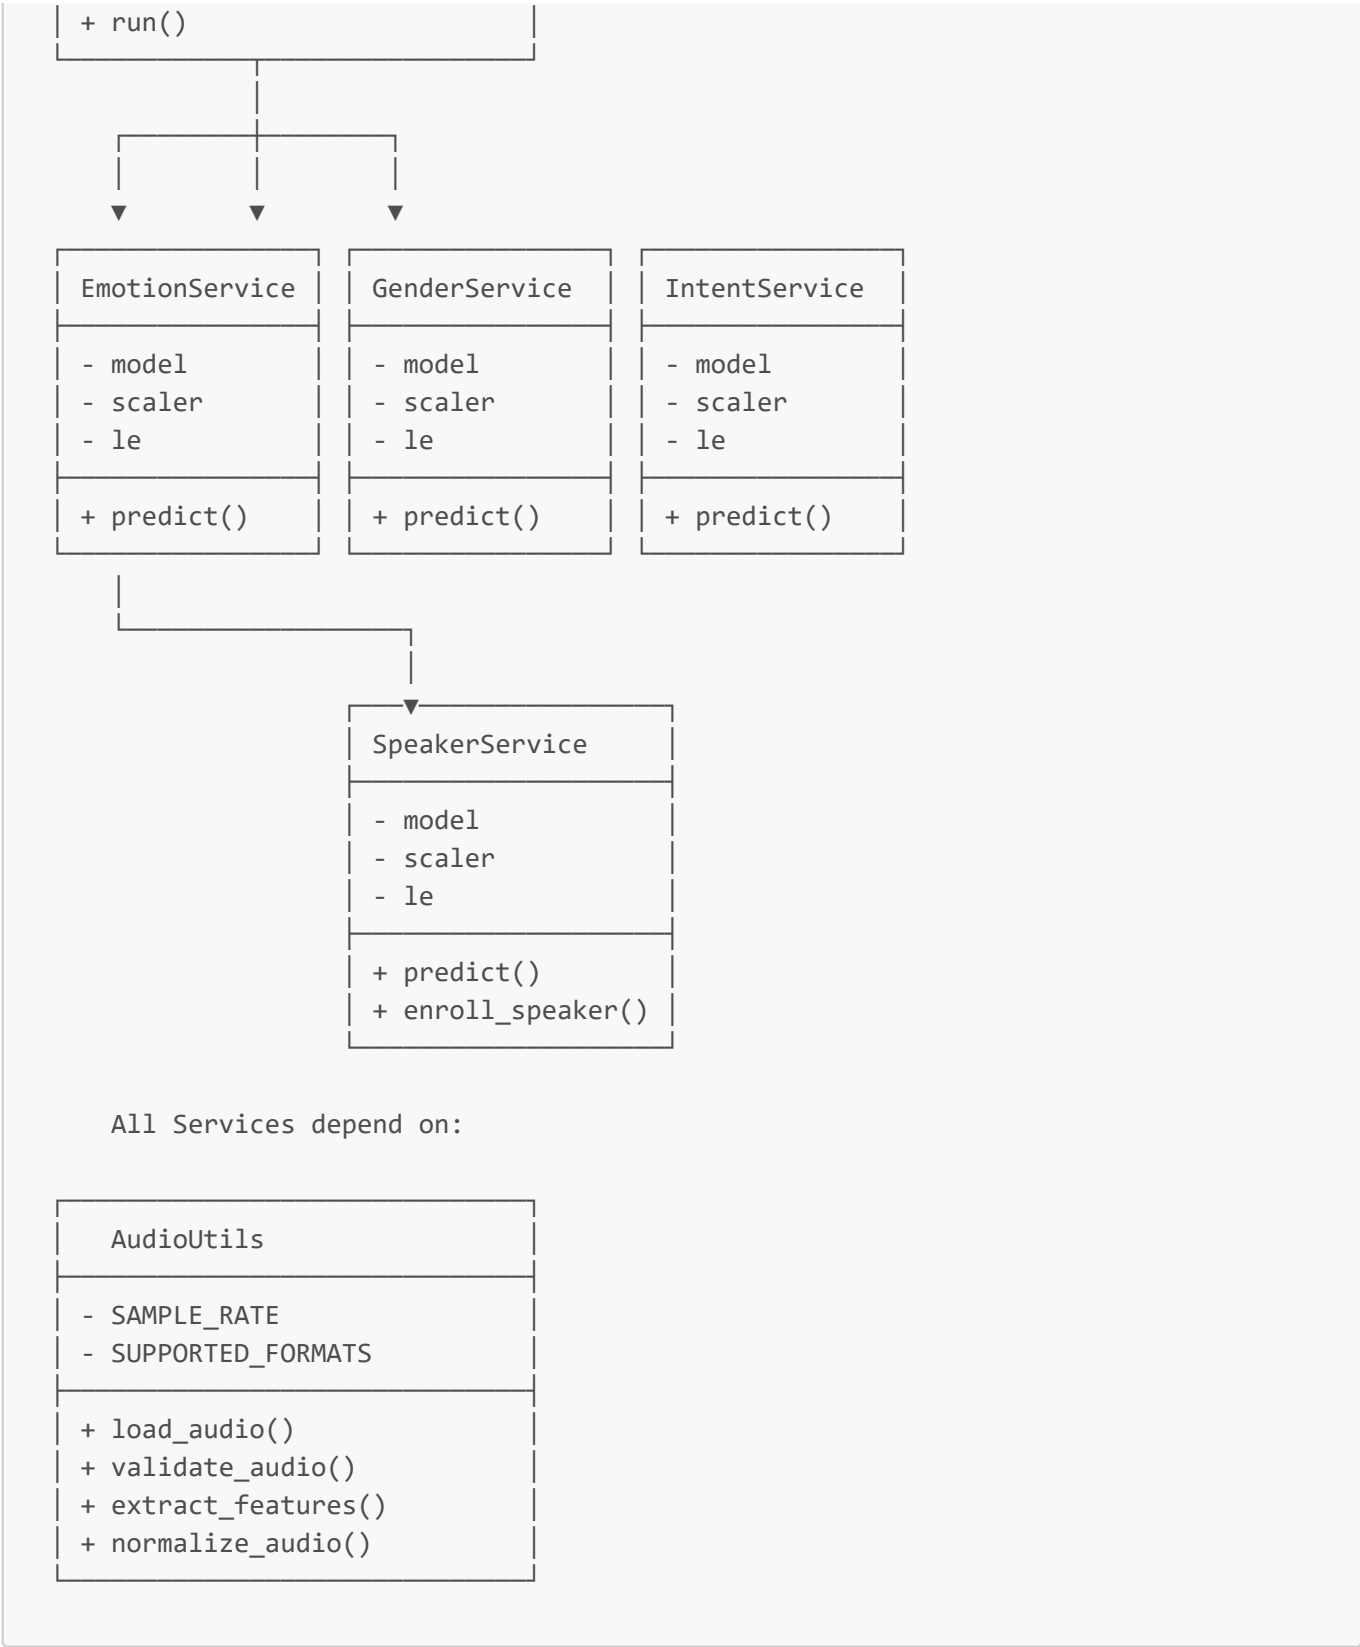 + run()
EmotionService GenderService IntentService
- model - model - model
- scaler - scaler - scaler
- le - le - le
+ predict() + predict() + predict()
SpeakerService
- model
- scaler
- le
+ predict()
+ enroll_speaker()
All Services depend on:
AudioUtils
- SAMPLE_RATE
- SUPPORTED_FORMATS
+ load_audio()
+ validate_audio()
+ extract_features()
+ normalize_audio()